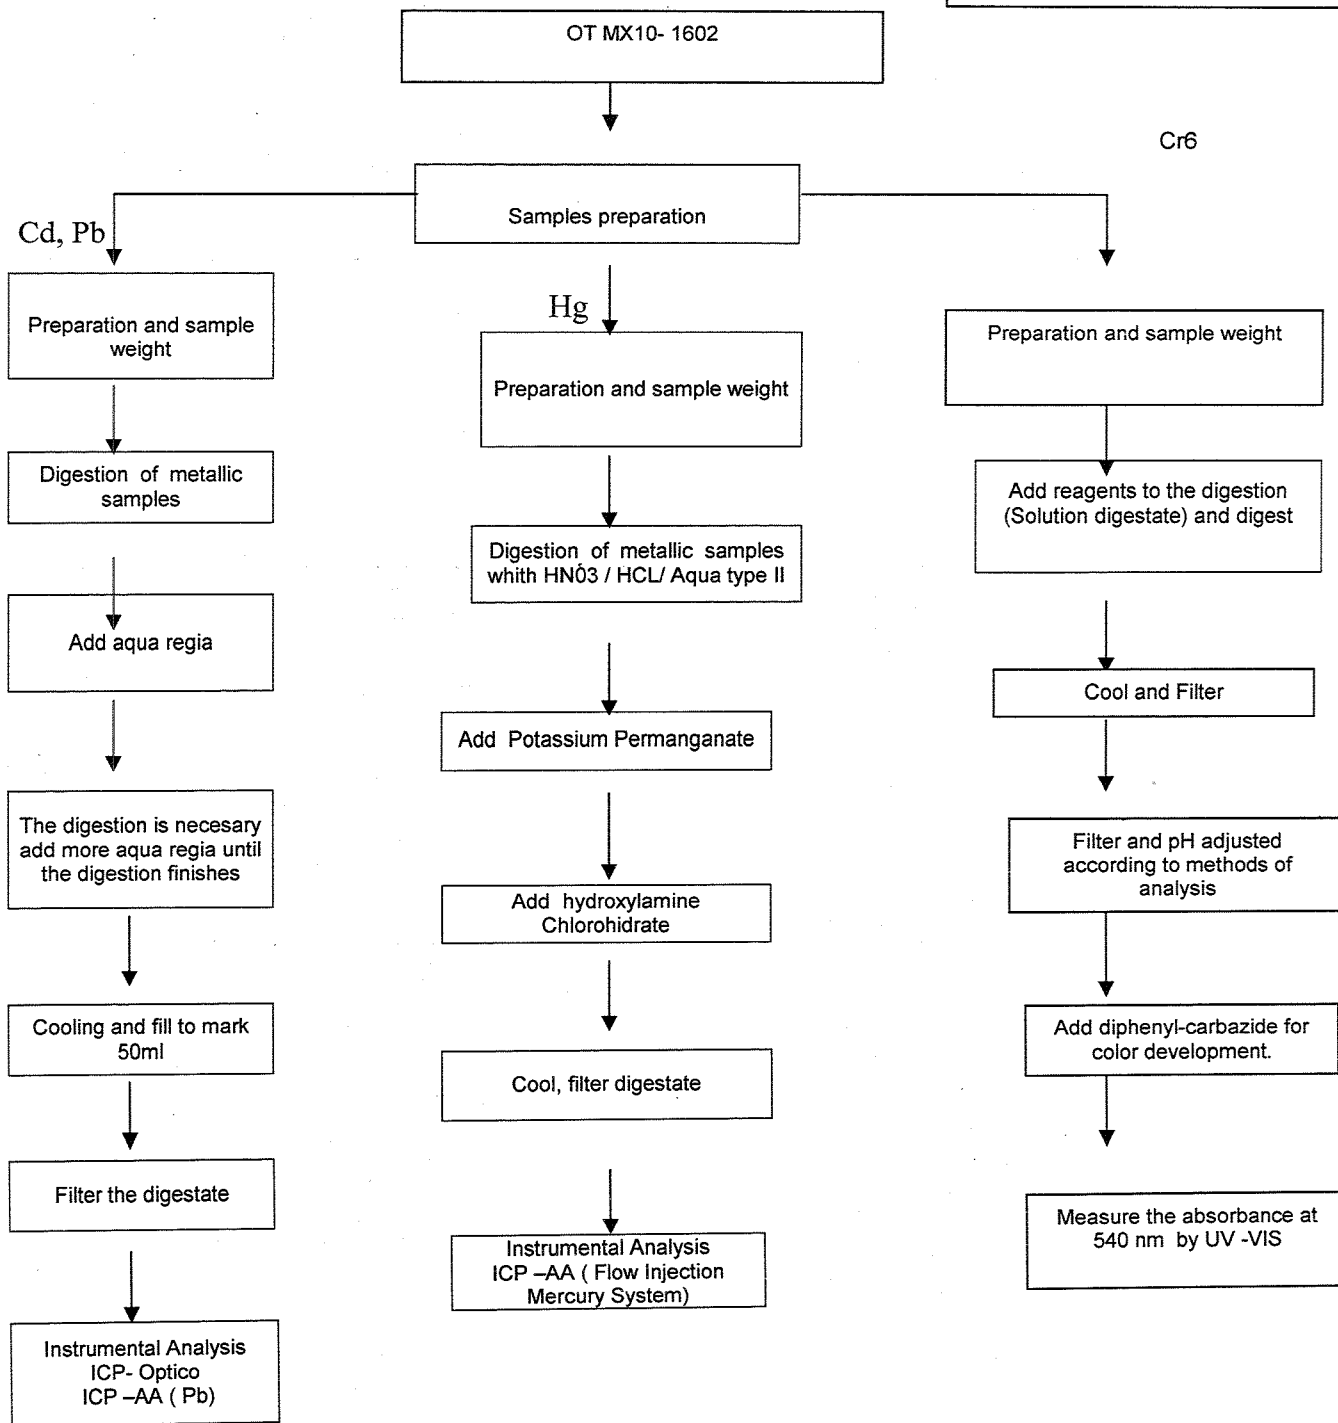 OT MX10- 1602
Cr6
Samples preparation
Cd, Pb
Preparation and sample
weight
Digestion of metallic
samples
Add aqua regia
The digestion is necesary
add more aqua regia until
the digestion finishes
Cooling and fill to mark
50ml
Filter the digestate
Instrumental Analysis
ICP- Optico
ICP –AA ( Pb)
Hg
Preparation and sample weight
Digestion of metallic samples
whith HNÓ3 / HCL/ Aqua type II
Add Potassium Permanganate
Add hydroxylamine
Chlorohidrate
Cool, filter digestate
Instrumental Analysis
ICP –AA ( Flow Injection
Mercury System)
Preparation and sample weight
Add reagents to the digestion
(Solution digestate) and digest
Cool and Filter
Filter and pH adjusted
according to methods of
analysis
Add diphenyl-carbazide for
color development.
Measure the absorbance at
540 nm by UV -VIS